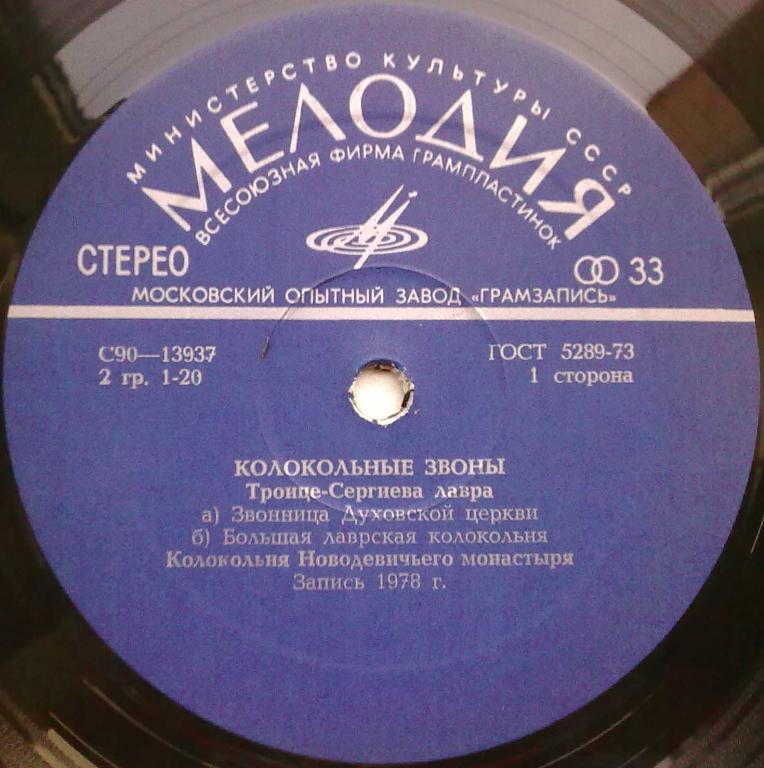 МИНИСТЕРСТВО КУЛЬТУРЫ СССР
МЕЛОДИЯ
ВСЕСОЮЗНАЯ ФИРМА ГРАМПЛАСТИНОК
СТЕРЕО
33
МОСКОВСКИЙ ОПЫТНЫЙ ЗАВОД «ГРАМЗАПИСЬ»
С90—13937
ГОСТ 5289-73
2 гр. 1-20
1 сторона
КОЛОКОЛЬНЫЕ ЗВОНЫ
Троице-Сергиева лавра
а) Звонница Духовской церкви
б) Большая лаврская колокольня
Колокольня Новодевичьего монастыря
Запись 1978 г.